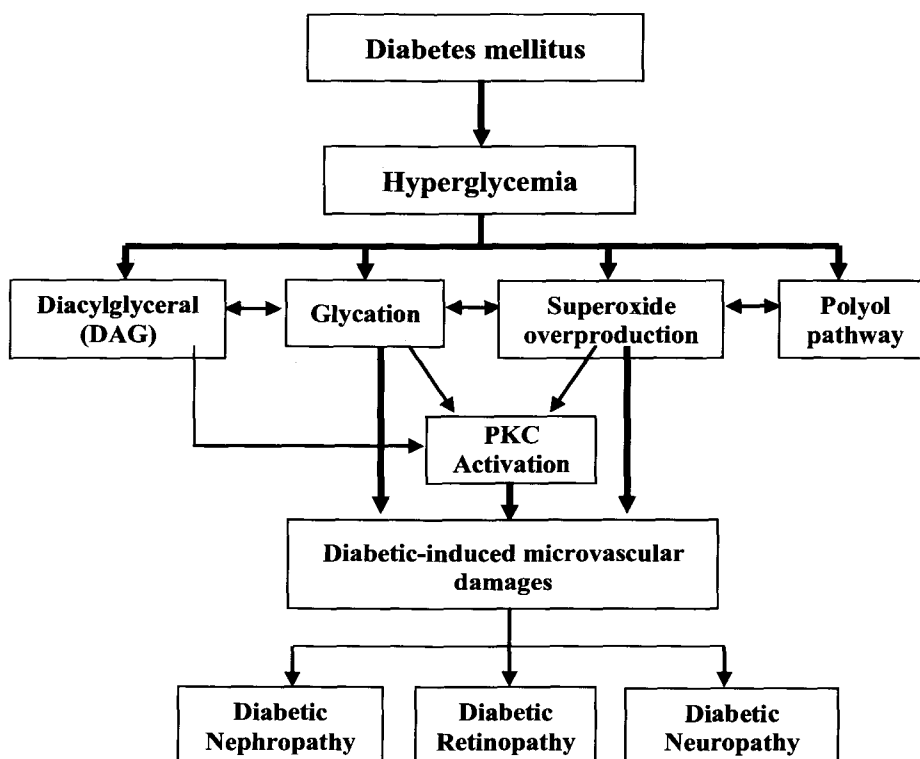 Diabetes mellitus
Hyperglycemia
Diacylglyceral
(DAG)
Glycation
Superoxide
overproduction
Polyol
pathway
PKC
Activation
Diabetic-induced microvascular
damages
Diabetic
Nephropathy
Diabetic
Retinopathy
Diabetic
Neuropathy